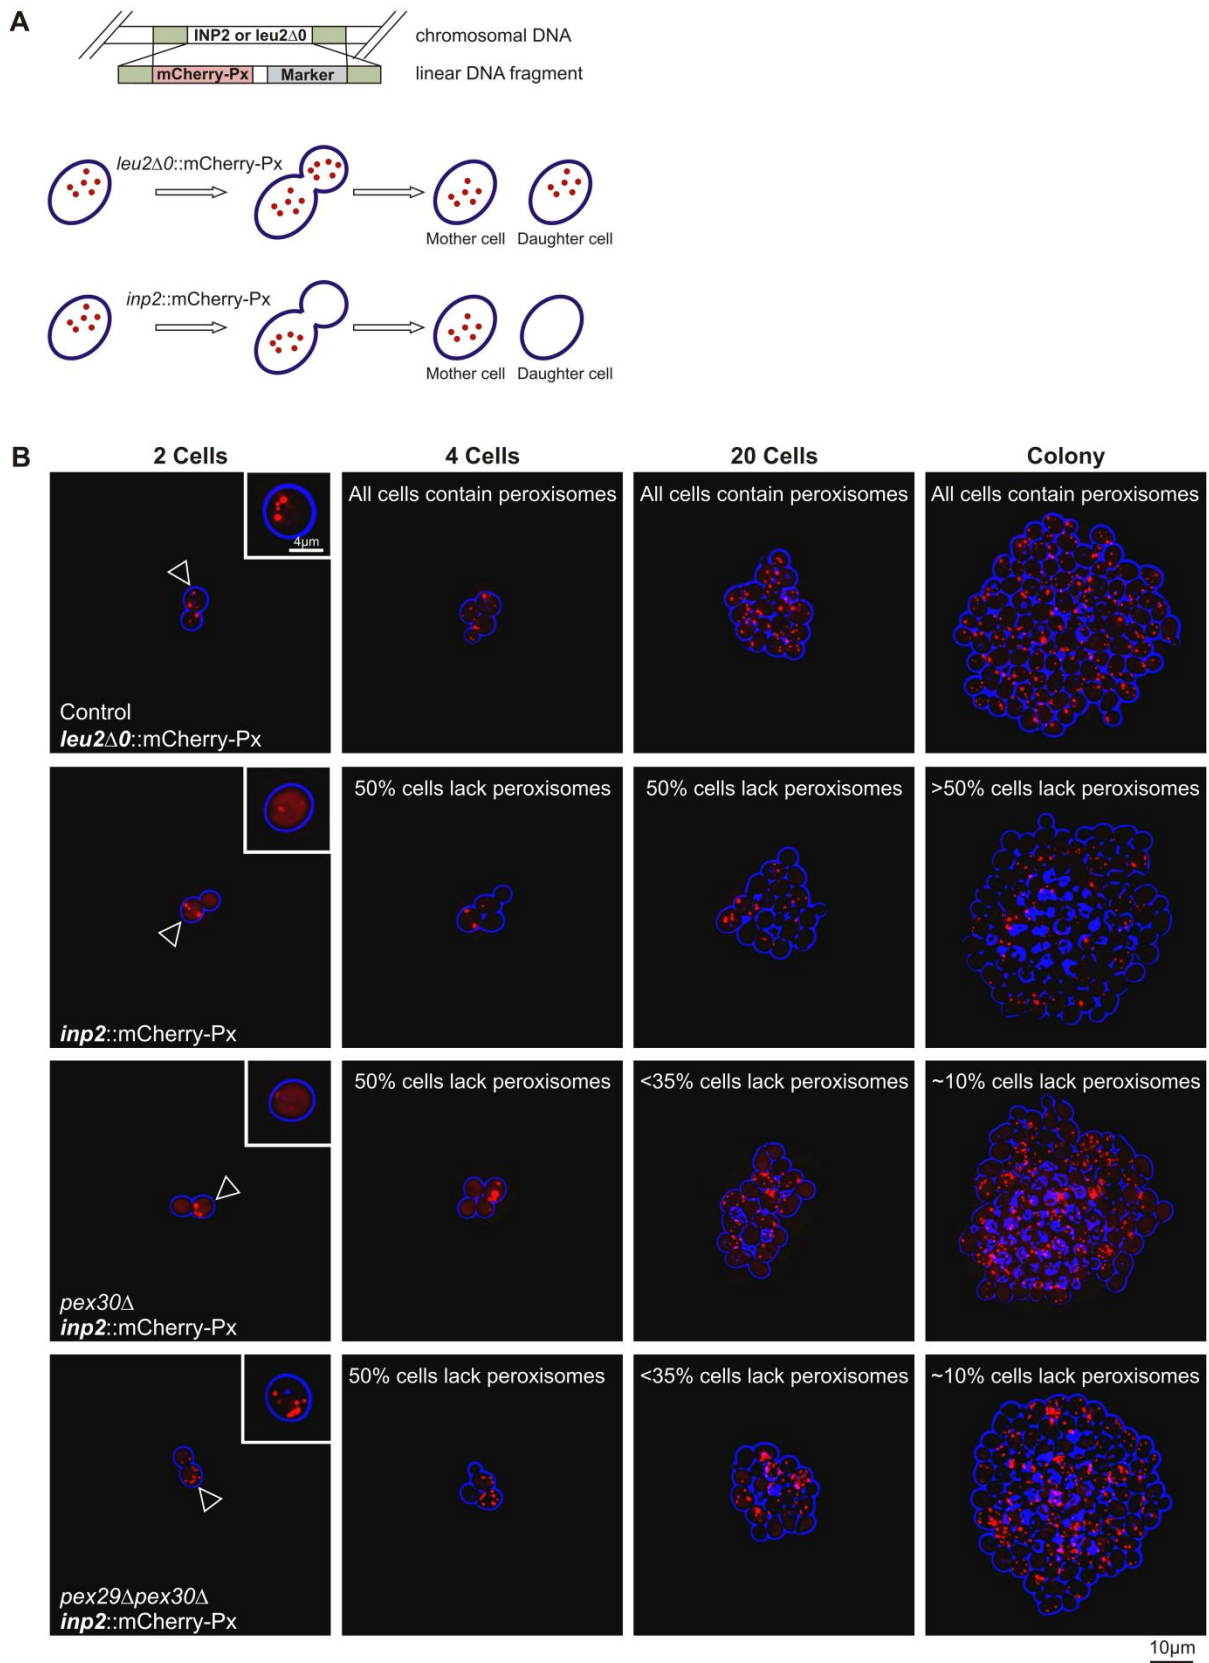 A
INP2 or leu2Δ0
chromosomal DNA
mCherry-Px
Marker
linear DNA fragment
leu2Δ0::mCherry-Px
Mother cell
Daughter cell
inp2::mCherry-Px
Mother cell
Daughter cell
B
2 Cells
4 Cells
20 Cells
Colony
4µm
Control
leu2Δ0::mCherry-Px
All cells contain peroxisomes
All cells contain peroxisomes
All cells contain peroxisomes
inp2::mCherry-Px
50% cells lack peroxisomes
50% cells lack peroxisomes
>50% cells lack peroxisomes
pex30Δ
inp2::mCherry-Px
50% cells lack peroxisomes
<35% cells lack peroxisomes
~10% cells lack peroxisomes
pex29Δpex30Δ
inp2::mCherry-Px
50% cells lack peroxisomes
<35% cells lack peroxisomes
~10% cells lack peroxisomes
10µm